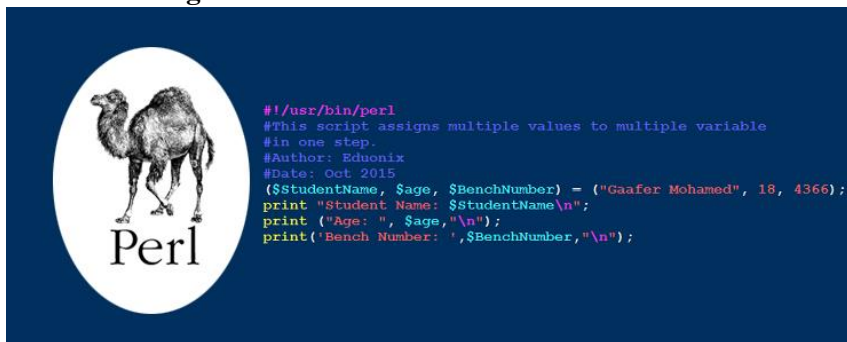 Perl
#!/usr/bin/perl
#This script assigns multiple values to multiple variable
#in one step.
#Author: Eduonix
#Date: Oct 2015
($StudentName, $age, $BenchNumber) = ("Gaafer Mohamed", 18, 4366);
print "Student Name: $StudentName\n";
print ("Age: ", $age,"\n");
print('Bench Number: ',$BenchNumber,"\n");